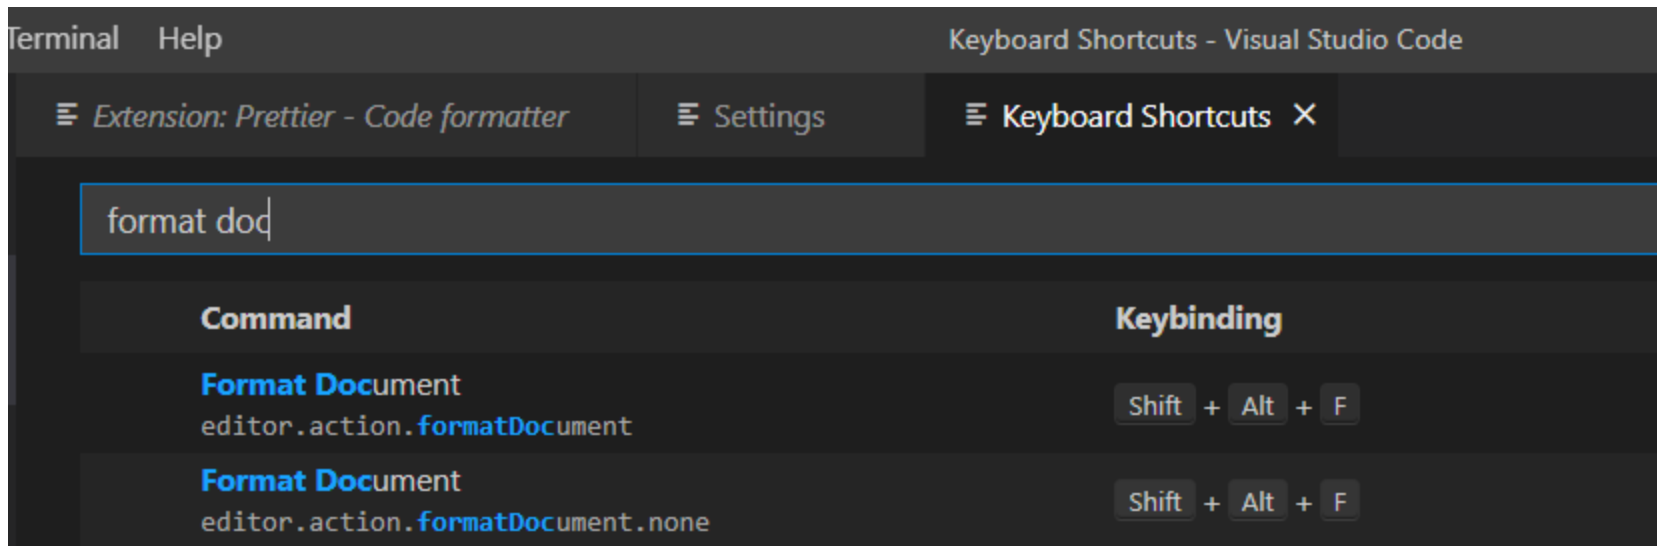 Terminal Help Keyboard Shortcuts - Visual Studio Code
Extension: Prettier - Code formatter Settings Keyboard Shortcuts
format doc
Command Keybinding
Format Document
editor.action.formatDocument
Shift + Alt + F
Format Document
editor.action.formatDocument.none
Shift + Alt + F